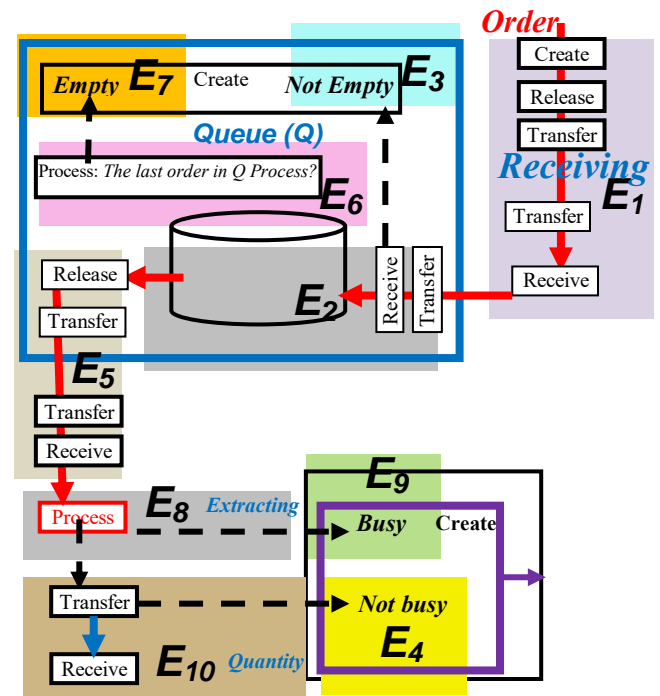 Order
Create
Release
Transfer
Receiving
E1
Transfer
Receive
Empty
E7
Create
Not Empty
E3
Queue (Q)
Process: The last order in Q Process?
E6
E2
Receive
Transfer
Release
Transfer
E5
Transfer
Receive
Process
E8
Extracting
E9
Busy
Create
Transfer
Not busy
E4
Receive
E10
Quantity